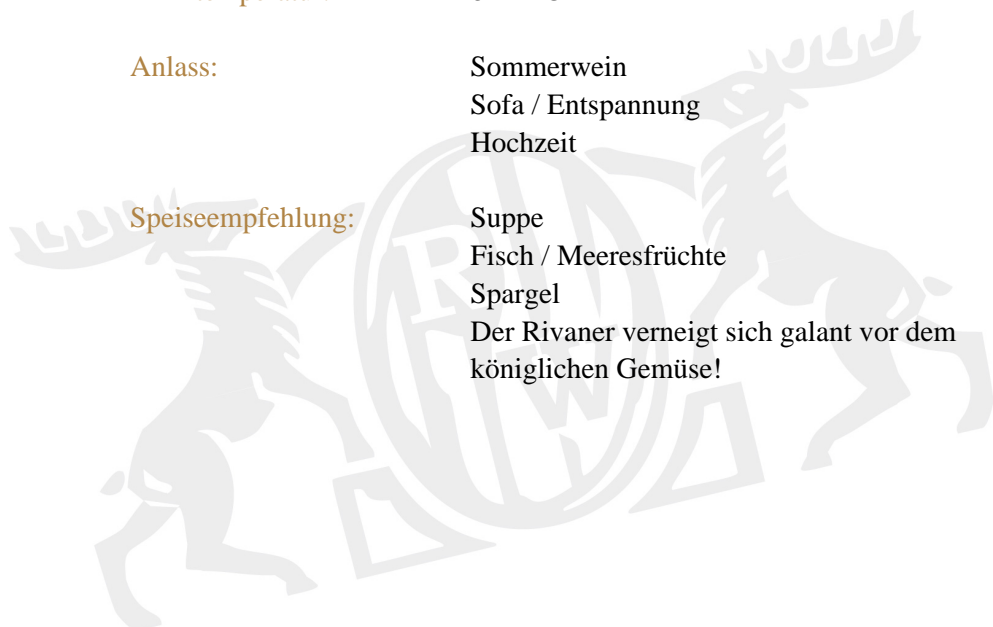 Anlass: Sommerwein
Sofa / Entspannung
Hochzeit
Speiseempfehlung: Suppe
Fisch / Meeresfrüchte
Spargel
Der Rivaner verneigt sich galant vor dem
königlichen Gemüse!
R
W